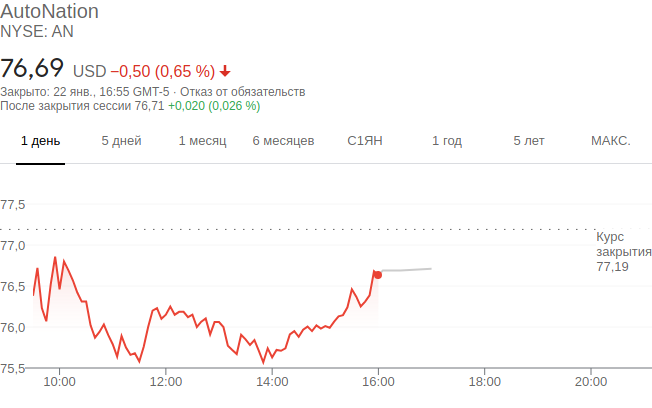 AutoNation
NYSE: AN
76,69 USD −0,50 (0,65 %)
Закрыто: 22 янв., 16:55 GMT-5 · Отказ от обязательств
После закрытия сессии 76,71 +0,020 (0,026 %)
1 день 5 дней 1 месяц 6 месяцев С1ЯН 1 год 5 лет МАКС.
77,5
Курс
77,0
закрытия
77,19
76,5
76,0
75,5
10:00 12:00 14:00 16:00 18:00 20:00